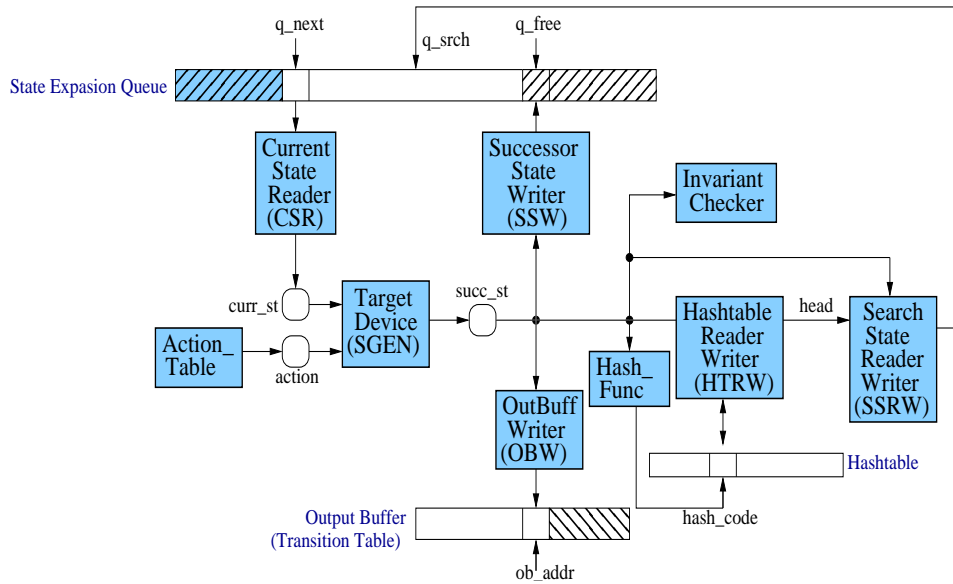 q_next
q_srch
q_free
State Expasion Queue
Current
State
Reader
(CSR)
Successor
State
Writer
(SSW)
Invariant
Checker
curr_st
Target
Device
(SGEN)
succ_st
Hashtable
Reader
Writer
(HTRW)
head
Search
State
Reader
Writer
(SSRW)
Action_
Table
action
Hash_
Func
OutBuff
Writer
(OBW)
Hashtable
hash_code
Output Buffer
(Transition Table)
ob_addr